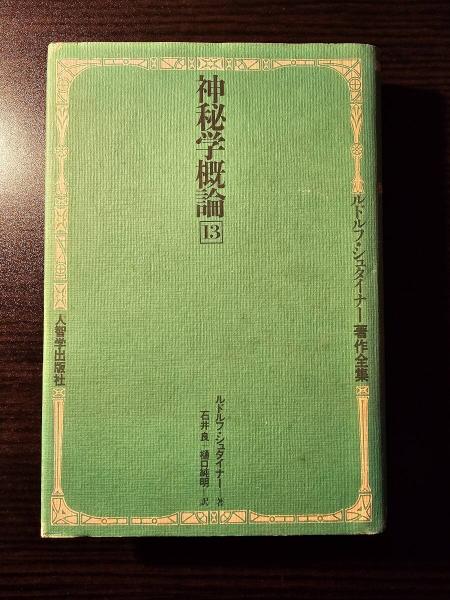 ルドルフ・シュタイナー著作全集
神秘学概論
13
ルドルフ・シュタイナー 著
石井良 樋口純明 訳
人智学出版社